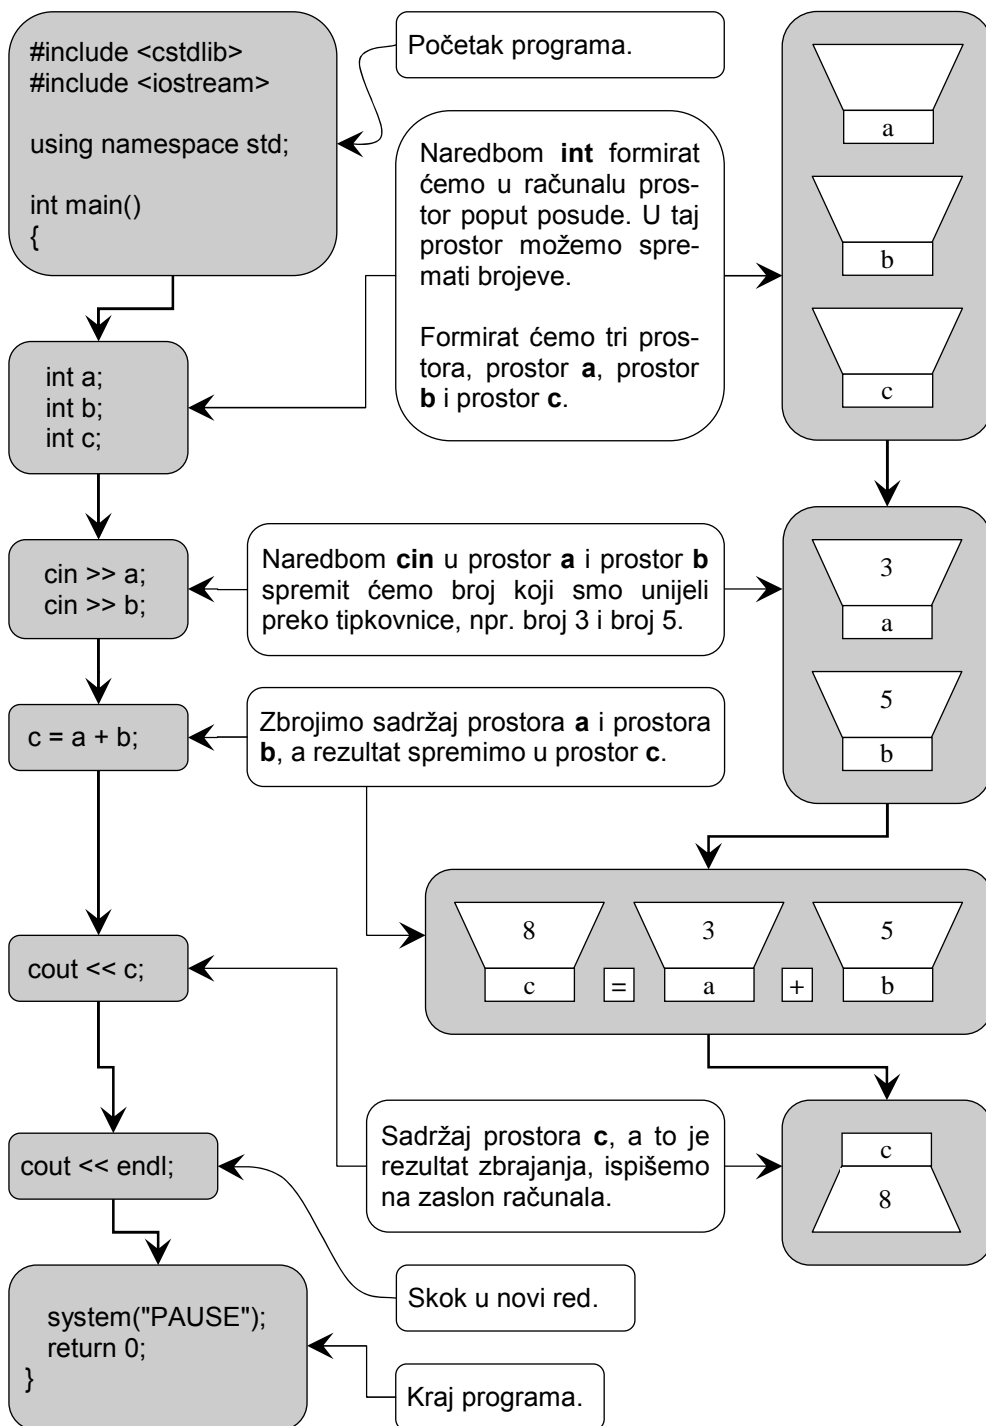 #include <cstdlib>
#include <iostream>
using namespace std;
int main()
{
Početak programa.
Naredbom int formirat
ćemo u računalu pros-
tor poput posude. U taj
prostor možemo spre-
mati brojeve.
Formirat ćemo tri pros-
tora, prostor a, prostor
b i prostor c.
a
b
c
int a;
int b;
int c;
cin >> a;
cin >> b;
Naredbom cin u prostor a i prostor b
spremit ćemo broj koji smo unijeli
preko tipkovnice, npr. broj 3 i broj 5.
3
a
5
b
c = a + b;
Zbrojimo sadržaj prostora a i prostora
b, a rezultat spremimo u prostor c.
8 3 5
c = a + b
cout << c;
Sadržaj prostora c, a to je
rezultat zbrajanja, ispišemo
na zaslon računala.
c
8
cout << endl;
Skok u novi red.
system("PAUSE");
return 0;
}
Kraj programa.